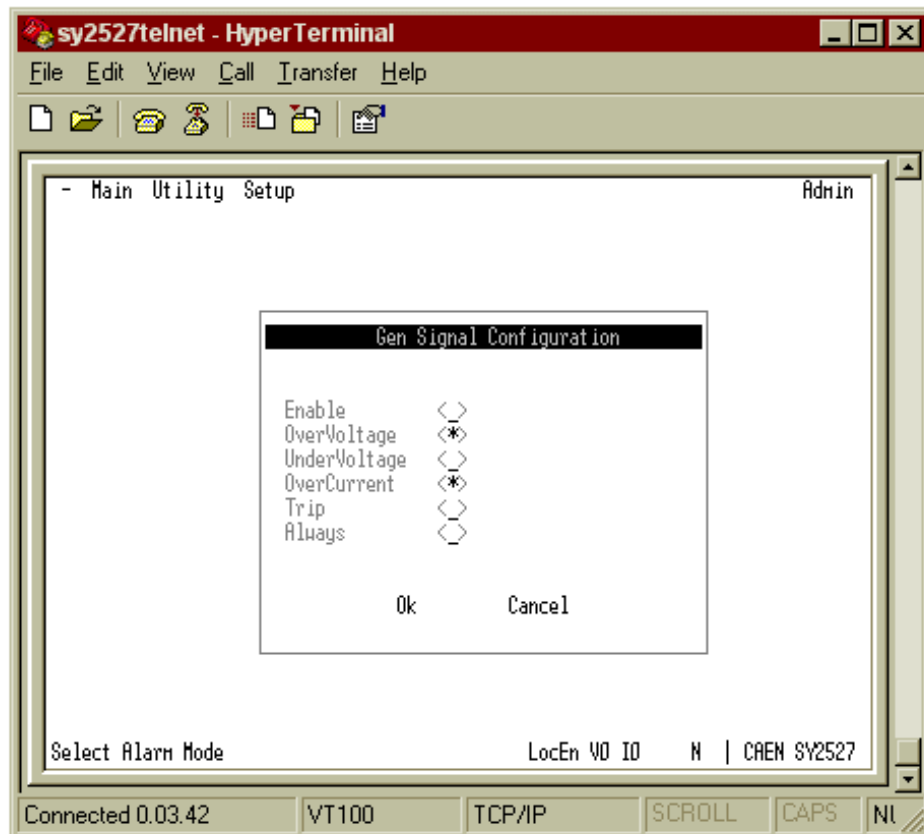 sy2527telnet - HyperTerminal
File Edit View Call Transfer Help
- Main Utility Setup Admin
Gen Signal Configuration
Enable <_>
OverVoltage <*>
UnderVoltage <_>
OverCurrent <*>
Trip <_>
Always <_>
Ok Cancel
Select Alarm Mode LocEn V0 I0 N | CAEN SY2527
Connected 0.03.42 VT100 TCP/IP SCROLL CAPS